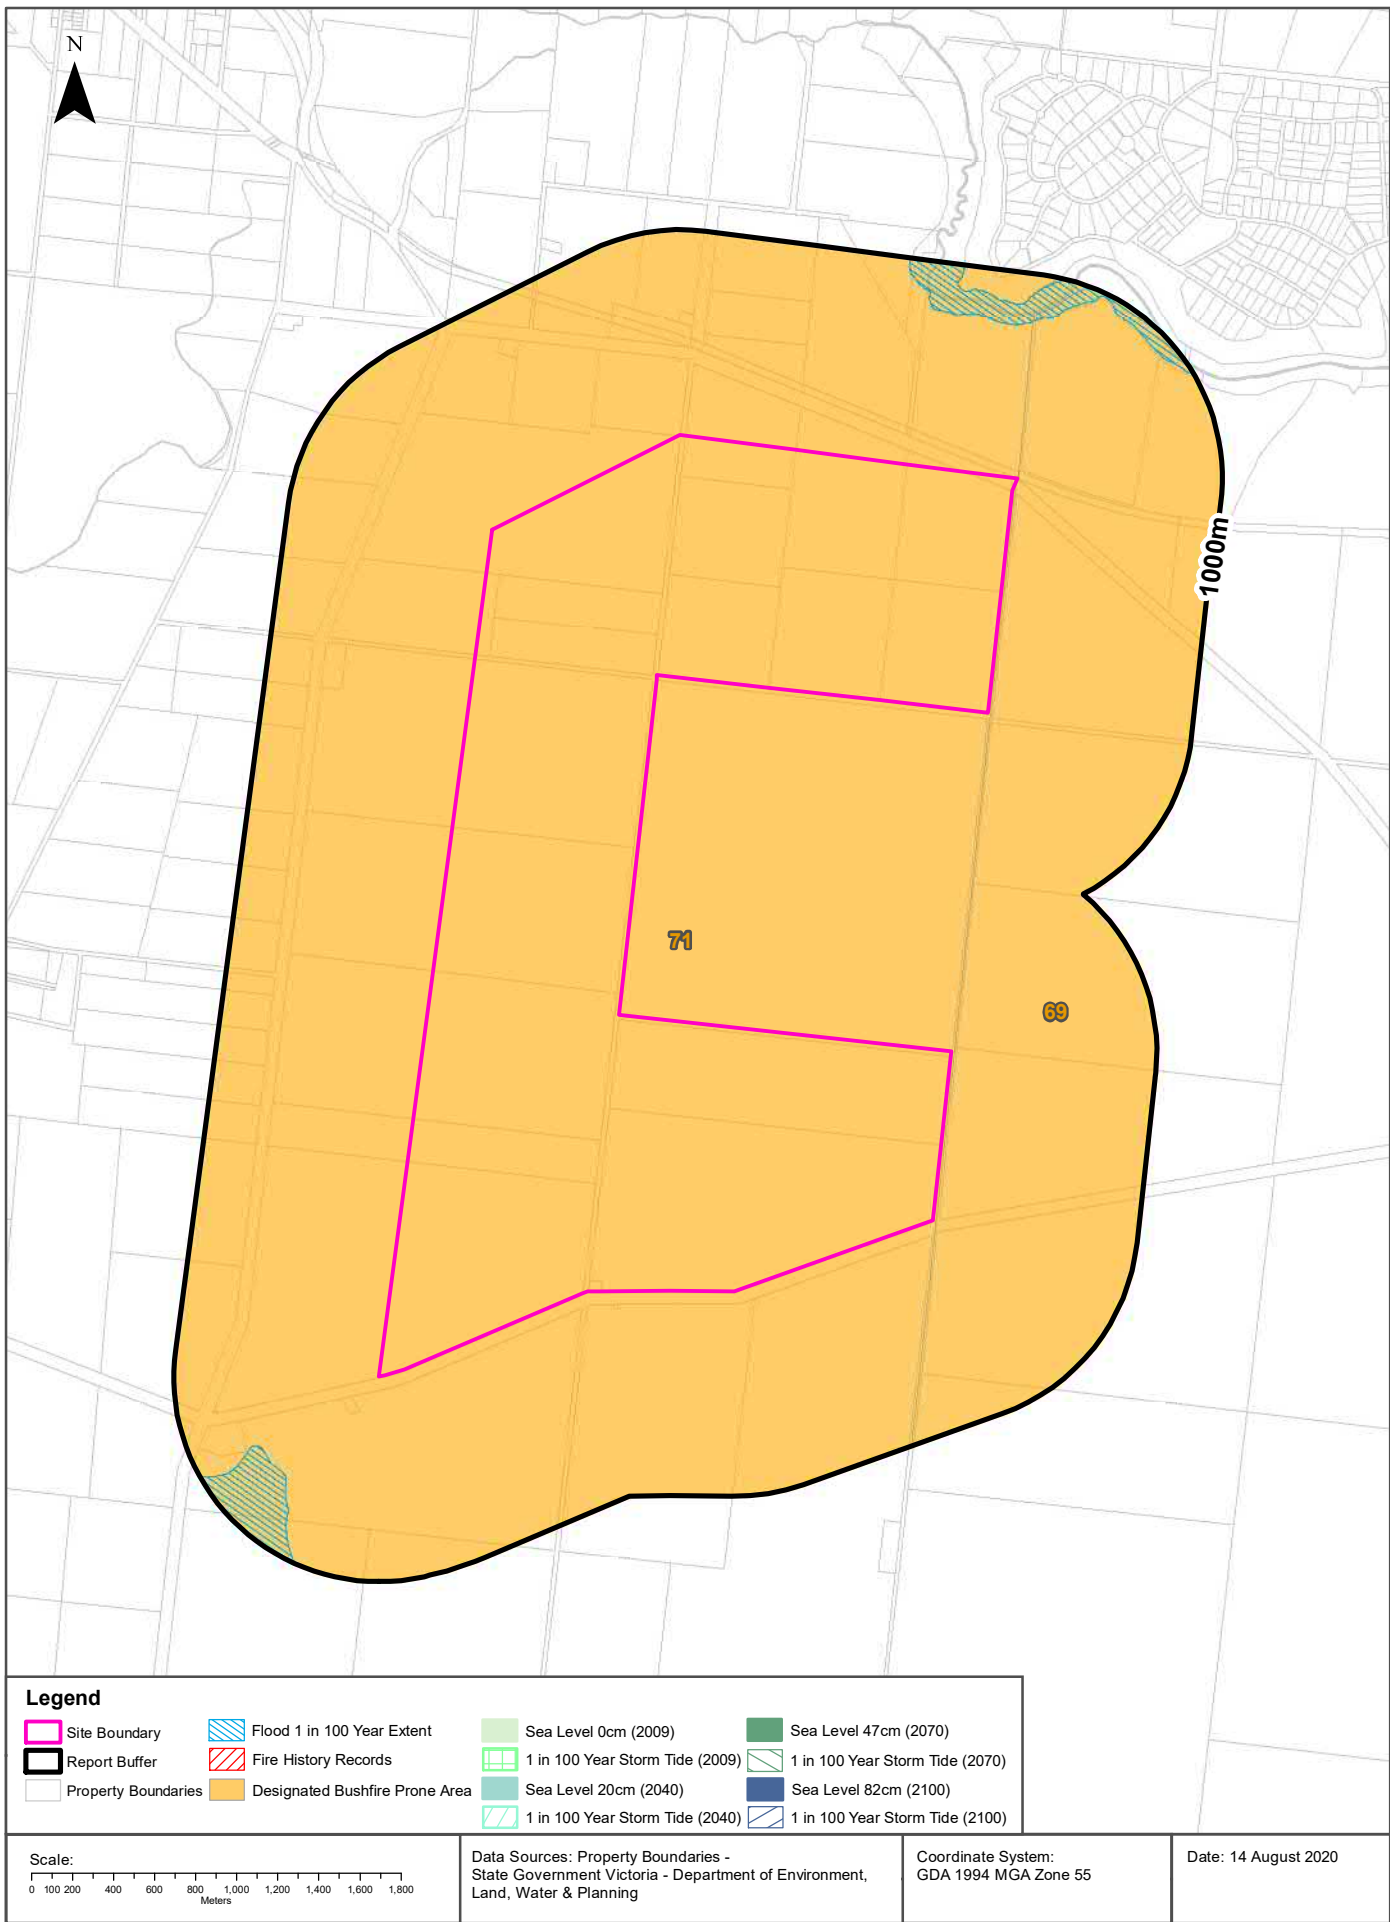 N
1000m
71
69
Legend
Site Boundary
Report Buffer
Property Boundaries
Flood 1 in 100 Year Extent
Fire History Records
Designated Bushfire Prone Area
Sea Level 0cm (2009)
1 in 100 Year Storm Tide (2009)
Sea Level 20cm (2040)
1 in 100 Year Storm Tide (2040)
Sea Level 47cm (2070)
1 in 100 Year Storm Tide (2070)
Sea Level 82cm (2100)
1 in 100 Year Storm Tide (2100)
Scale:
0 100 200 400 600 800 1,000 1,200 1,400 1,600 1,800
Meters
Data Sources: Property Boundaries -
State Government Victoria - Department of Environment,
Land, Water & Planning
Coordinate System:
GDA 1994 MGA Zone 55
Date: 14 August 2020